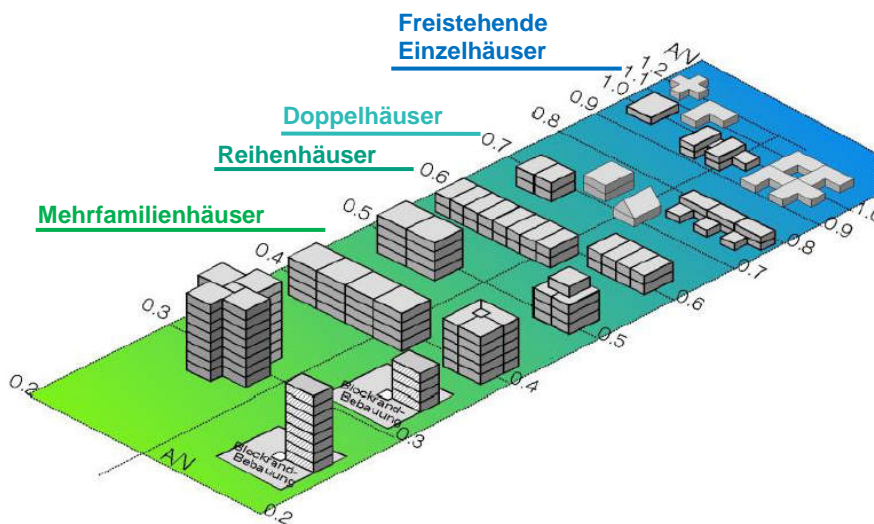 Freistehende
Einzelhäuser
Doppelhäuser
Reihenhäuser
Mehrfamilienhäuser
A/V
1.2
1.1
1.0
0.9
0.8
0.7
0.6
0.5
0.4
0.3
0.2
1.0
0.9
0.8
0.7
0.6
0.5
0.4
0.3
0.2
Blockrand-
Bebauung
Blockrand-
Bebauung
A/V